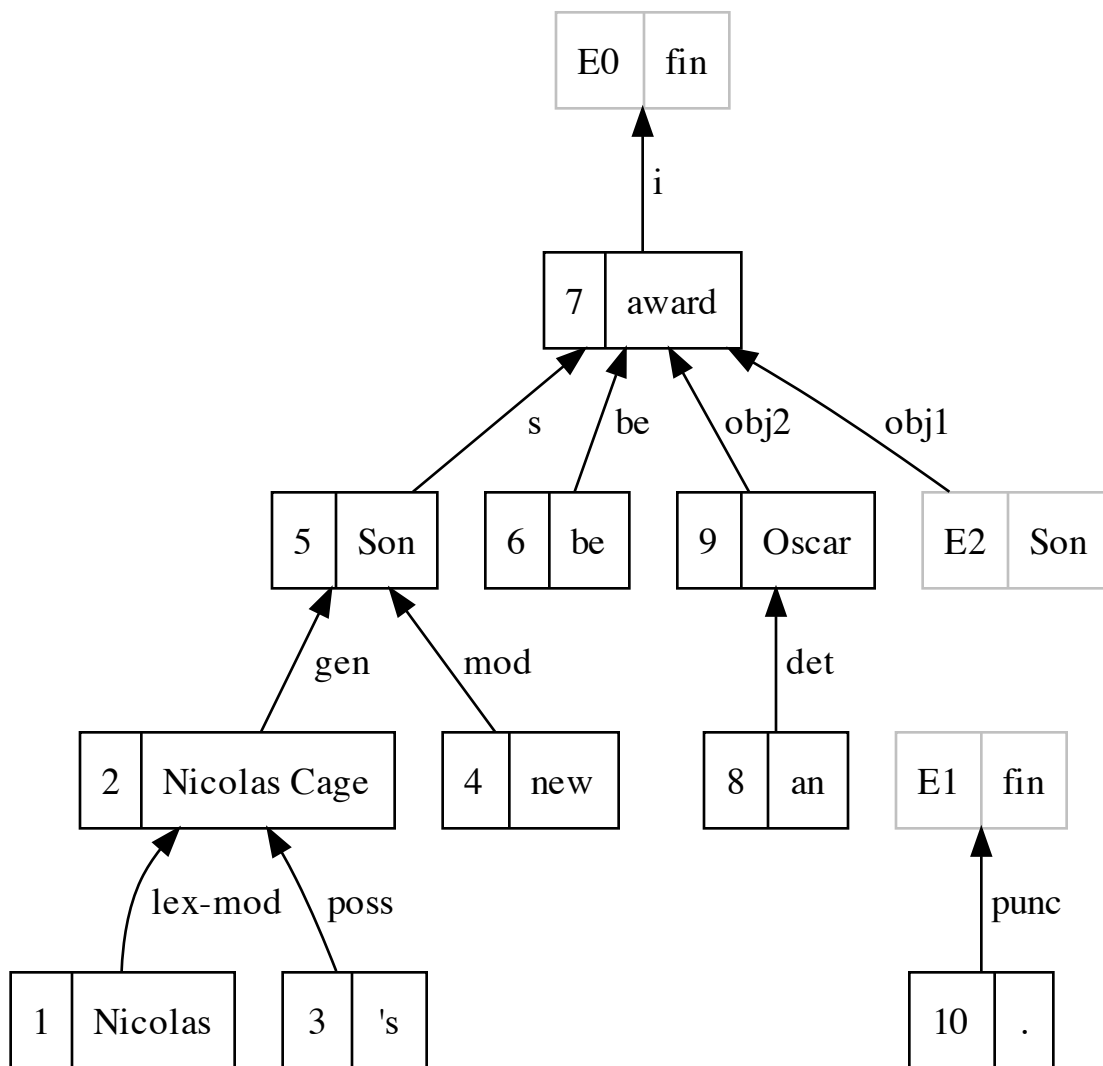 E0 fin
i
7 award
s be obj2 obj1
5 Son 6 be 9 Oscar E2 Son
gen mod det
2 Nicolas Cage 4 new 8 an E1 fin
lex-mod poss punc
1 Nicolas 3 's 10 .